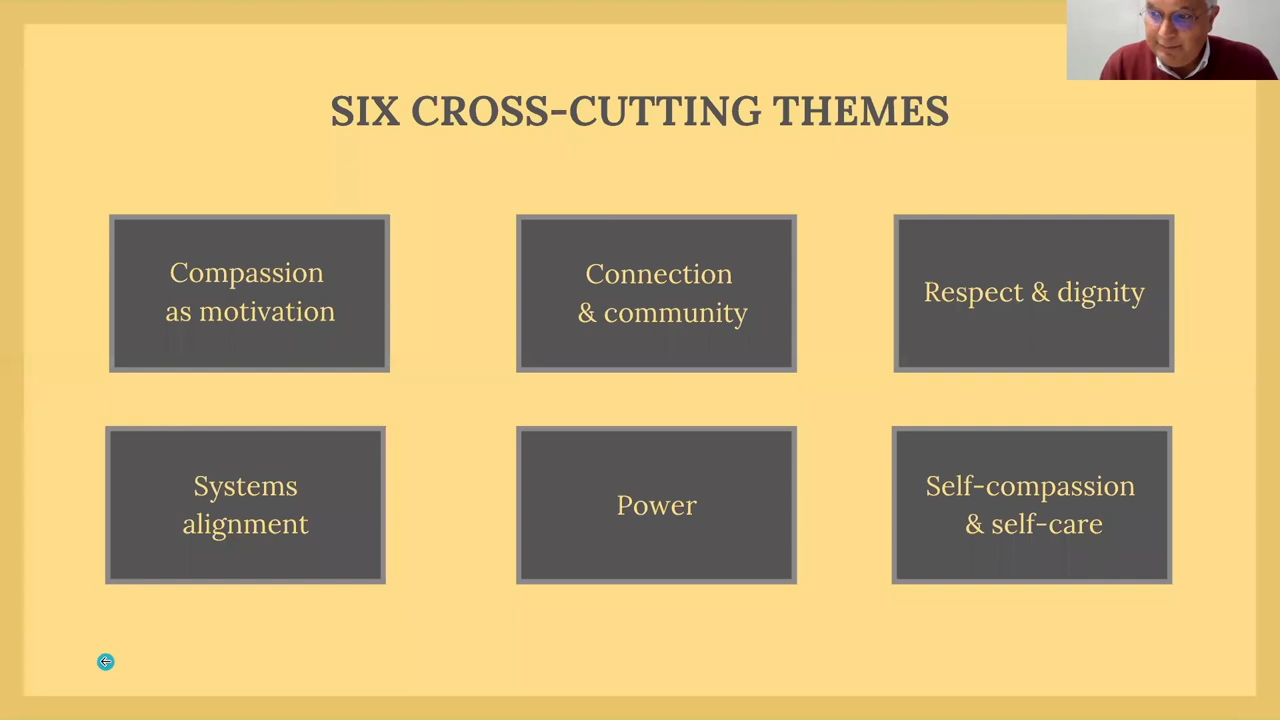 SIX CROSS-CUTTING THEMES
Compassion
as motivation
Connection
& community
Respect & dignity
Systems
alignment
Power
Self-compassion
& self-care